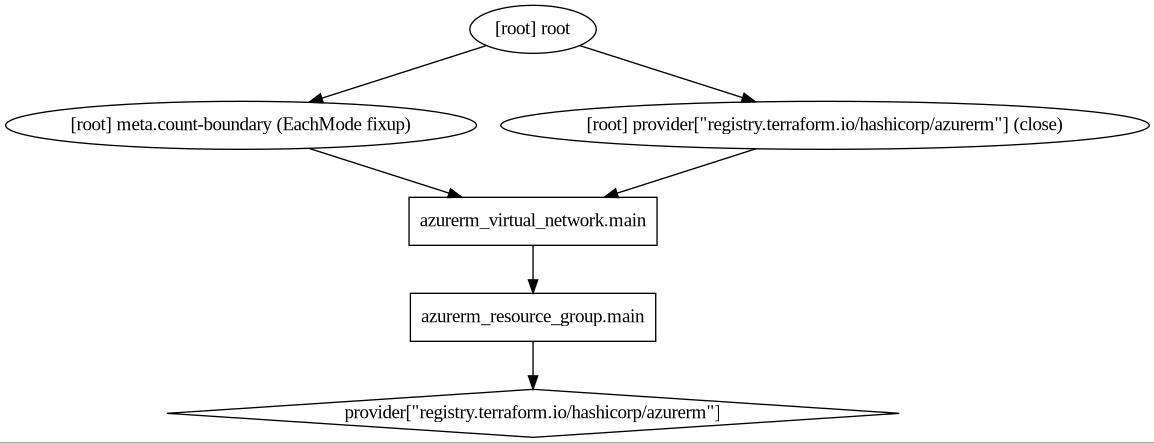 [root] root
[root] meta.count-boundary (EachMode fixup)
[root] provider["registry.terraform.io/hashicorp/azurerm"] (close)
azurerm_virtual_network.main
azurerm_resource_group.main
provider["registry.terraform.io/hashicorp/azurerm"]